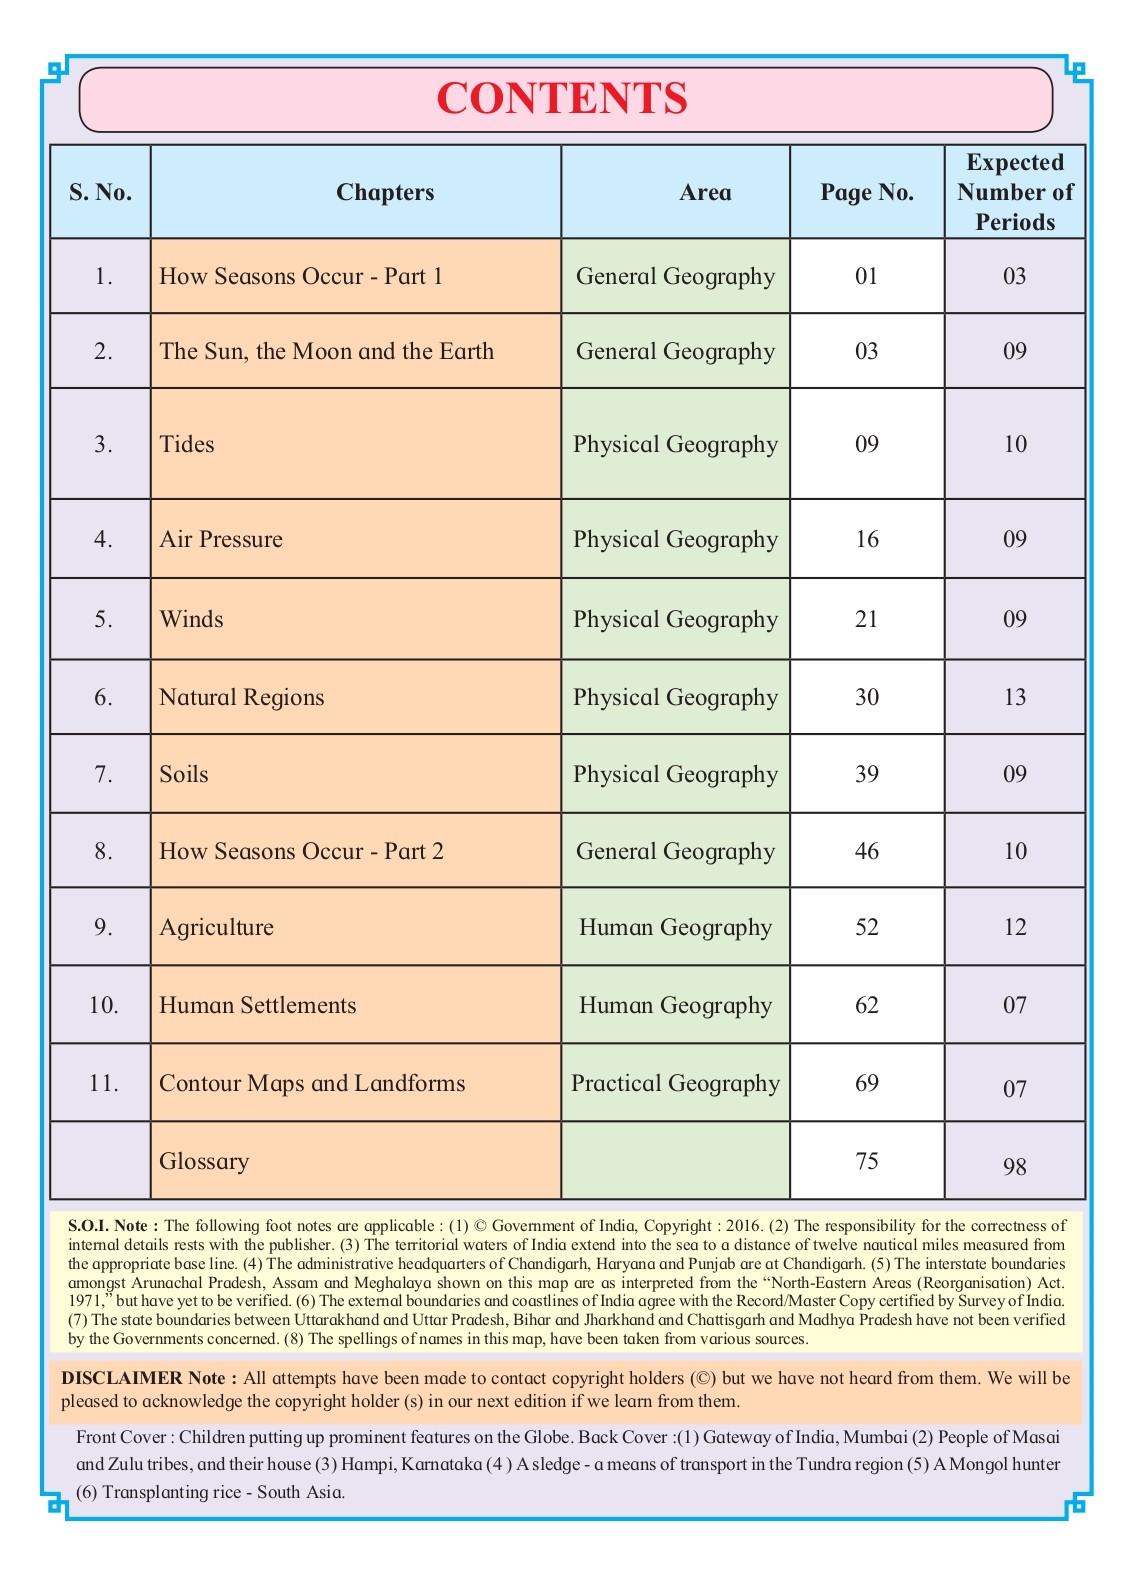 CONTENTS
S. No. Chapters Area Page No. Expected Number of Periods
1. How Seasons Occur - Part 1 General Geography 01 03
2. The Sun, the Moon and the Earth General Geography 03 09
3. Tides Physical Geography 09 10
4. Air Pressure Physical Geography 16 09
5. Winds Physical Geography 21 09
6. Natural Regions Physical Geography 30 13
7. Soils Physical Geography 39 09
8. How Seasons Occur - Part 2 General Geography 46 10
9. Agriculture Human Geography 52 12
10. Human Settlements Human Geography 62 07
11. Contour Maps and Landforms Practical Geography 69 07
Glossary 75 98
S.O.I. Note : The following foot notes are applicable : (1) © Government of India, Copyright : 2016. (2) The responsibility for the correctness of
internal details rests with the publisher. (3) The territorial waters of India extend into the sea to a distance of twelve nautical miles measured from
the appropriate base line. (4) The administrative headquarters of Chandigarh, Haryana and Punjab are at Chandigarh. (5) The interstate boundaries
amongst Arunachal Pradesh, Assam and Meghalaya shown on this map are as interpreted from the “North-Eastern Areas (Reorganisation) Act.
1971,” but have yet to be verified. (6) The external boundaries and coastlines of India agree with the Record/Master Copy certified by Survey of India.
(7) The state boundaries between Uttarakhand and Uttar Pradesh, Bihar and Jharkhand and Chattisgarh and Madhya Pradesh have not been verified
by the Governments concerned. (8) The spellings of names in this map, have been taken from various sources.
DISCLAIMER Note : All attempts have been made to contact copyright holders (©) but we have not heard from them. We will be
pleased to acknowledge the copyright holder (s) in our next edition if we learn from them.
Front Cover : Children putting up prominent features on the Globe. Back Cover :(1) Gateway of India, Mumbai (2) People of Masai
and Zulu tribes, and their house (3) Hampi, Karnataka (4 ) A sledge - a means of transport in the Tundra region (5) A Mongol hunter
(6) Transplanting rice - South Asia.